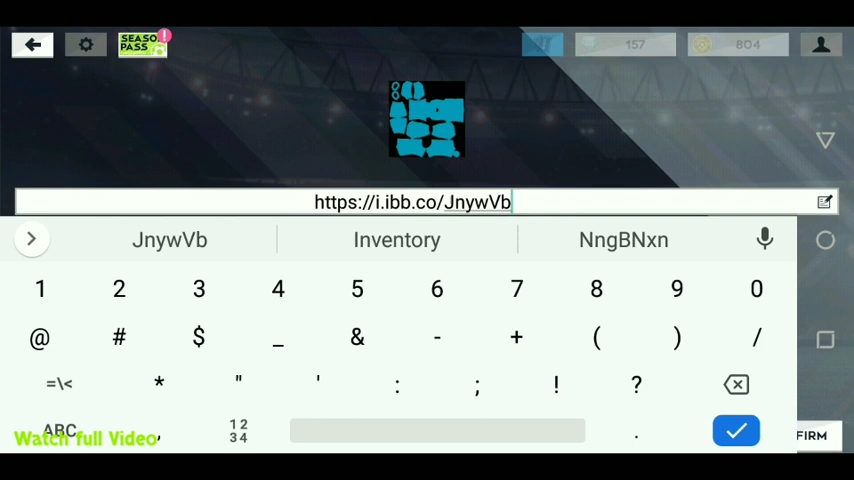 SEASON
PASS
!
157
804
https://i.ibb.co/JnywVb
JnywVb
Inventory
NngBNxn
1 2 3 4 5 6 7 8 9 0
@ # $ _ & - + ( ) /
=\< * " ' : ; ! ?
ABC , 12 34 .
Watch full Video
FIRM